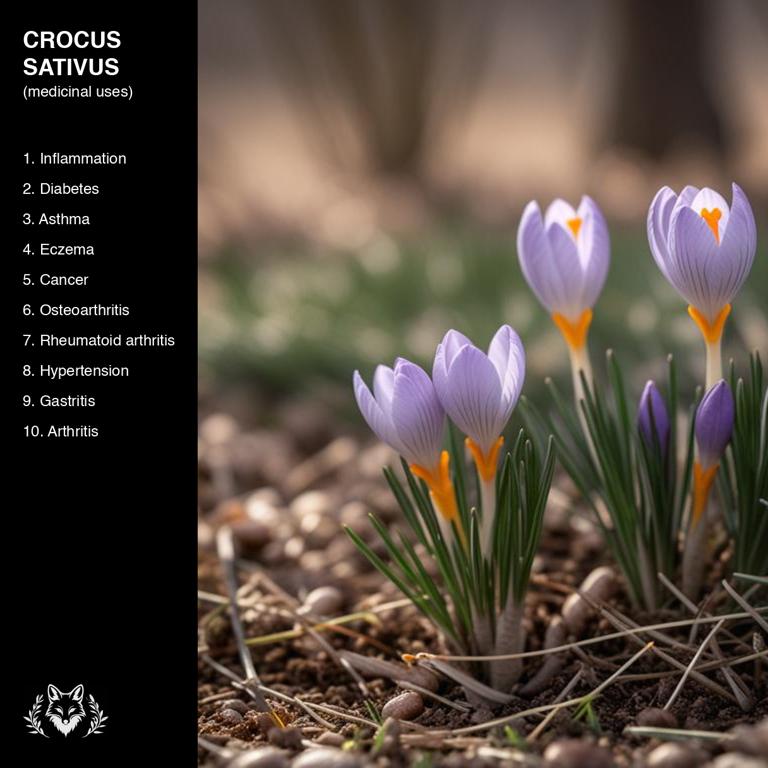 CROCUS
SATIVUS
(medicinal uses)
1. Inflammation
2. Diabetes
3. Asthma
4. Eczema
5. Cancer
6. Osteoarthritis
7. Rheumatoid arthritis
8. Hypertension
9. Gastritis
10. Arthritis